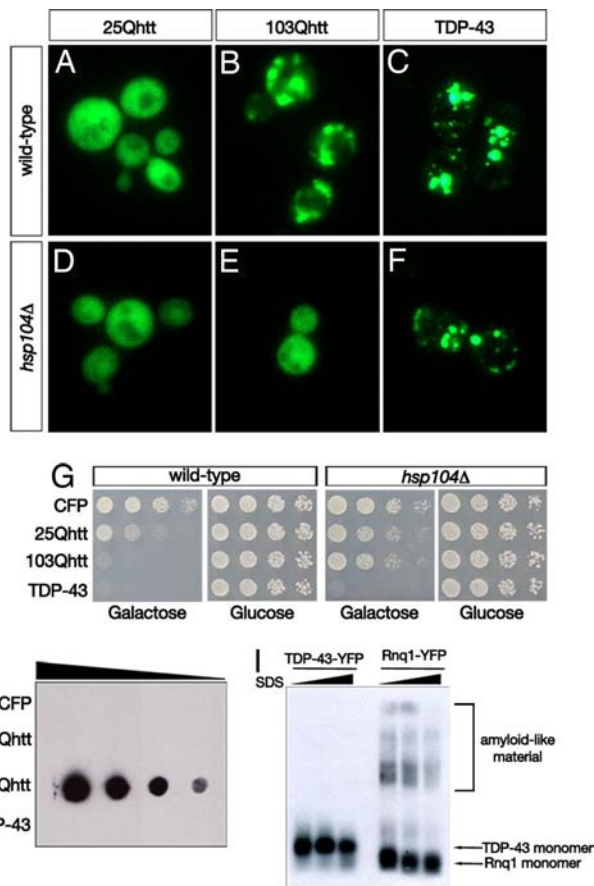 25Qhtt 103Qhtt TDP-43
wild-type
A B C
hsp104Δ
D E F
G
wild-type hsp104Δ
CFP
25Qhtt
103Qhtt
TDP-43
Galactose Glucose Galactose Glucose
I TDP-43-YFP Rnq1-YFP
SDS
CFP
Qhtt
Qhtt
P-43
amyloid-like
material
TDP-43 monomer
Rnq1 monomer